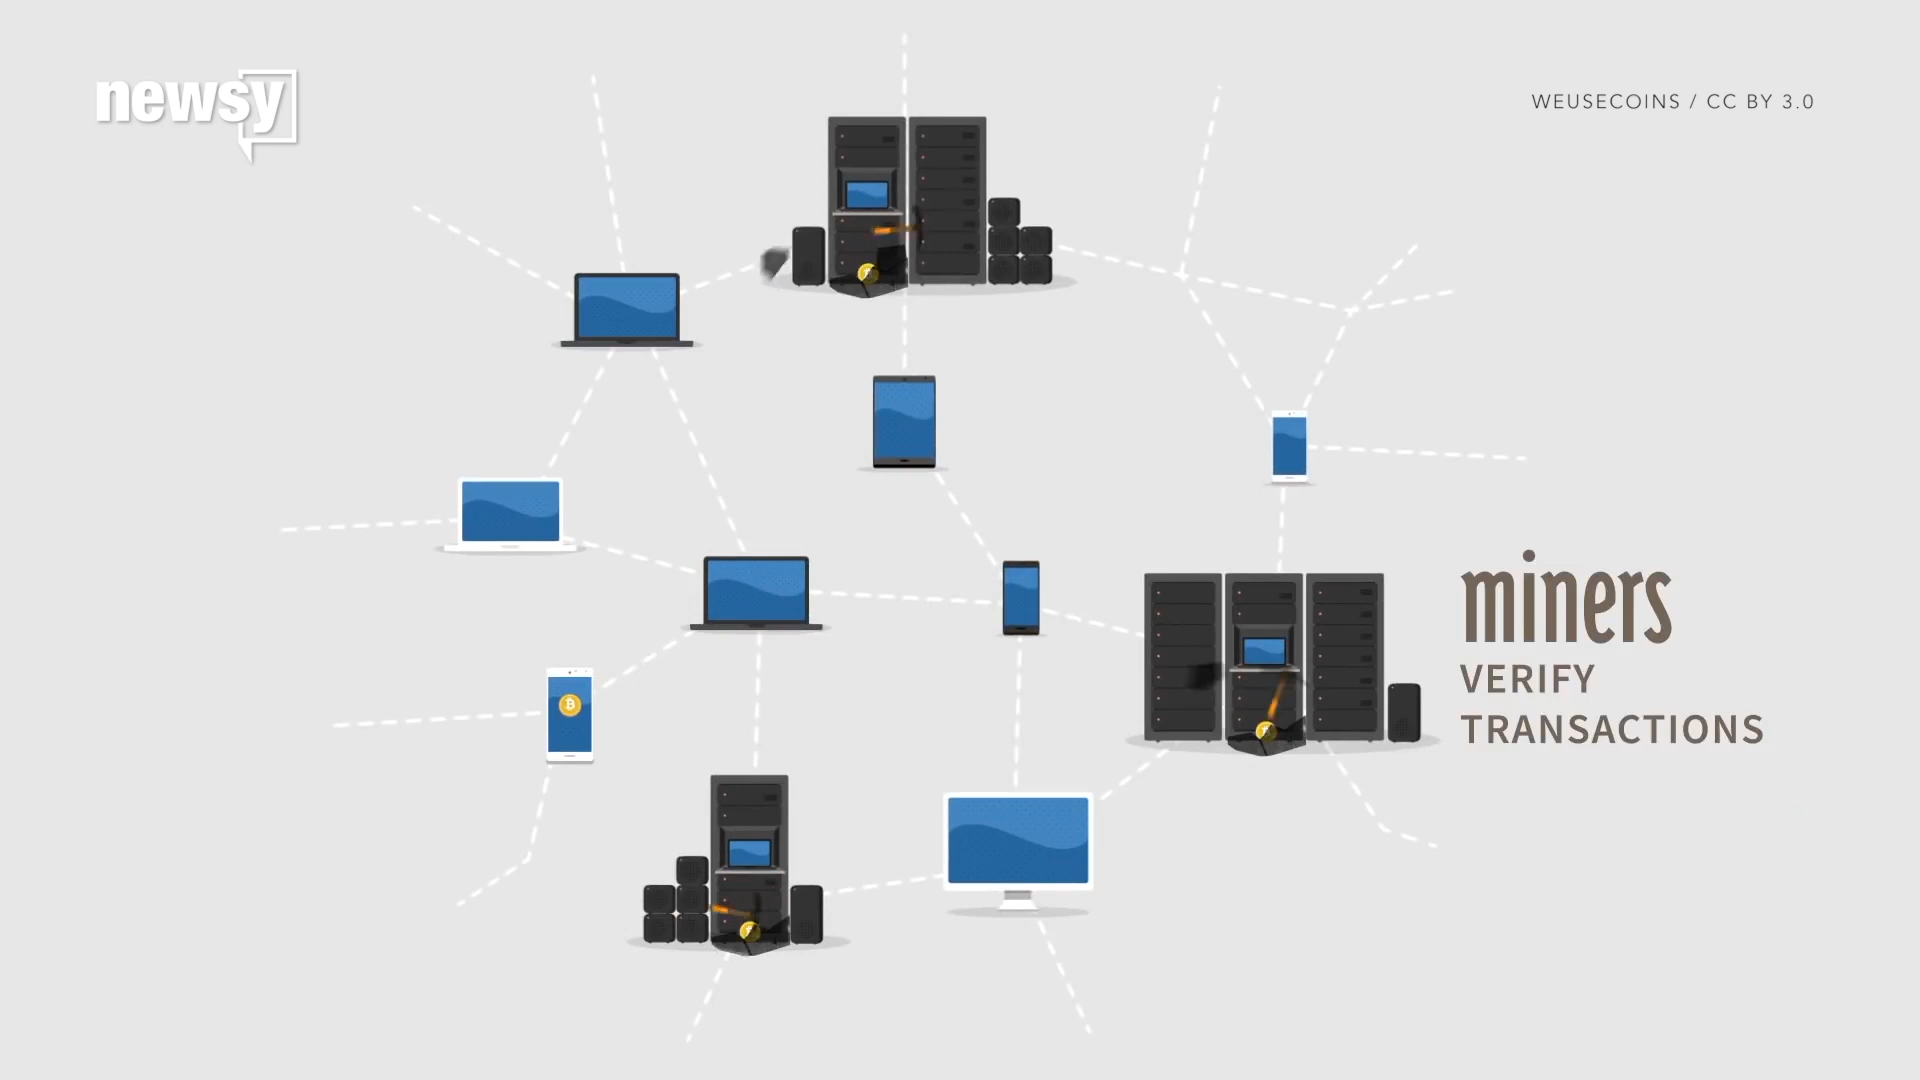 newsy
WEUSECOINS / CC BY 3.0
miners
VERIFY
TRANSACTIONS